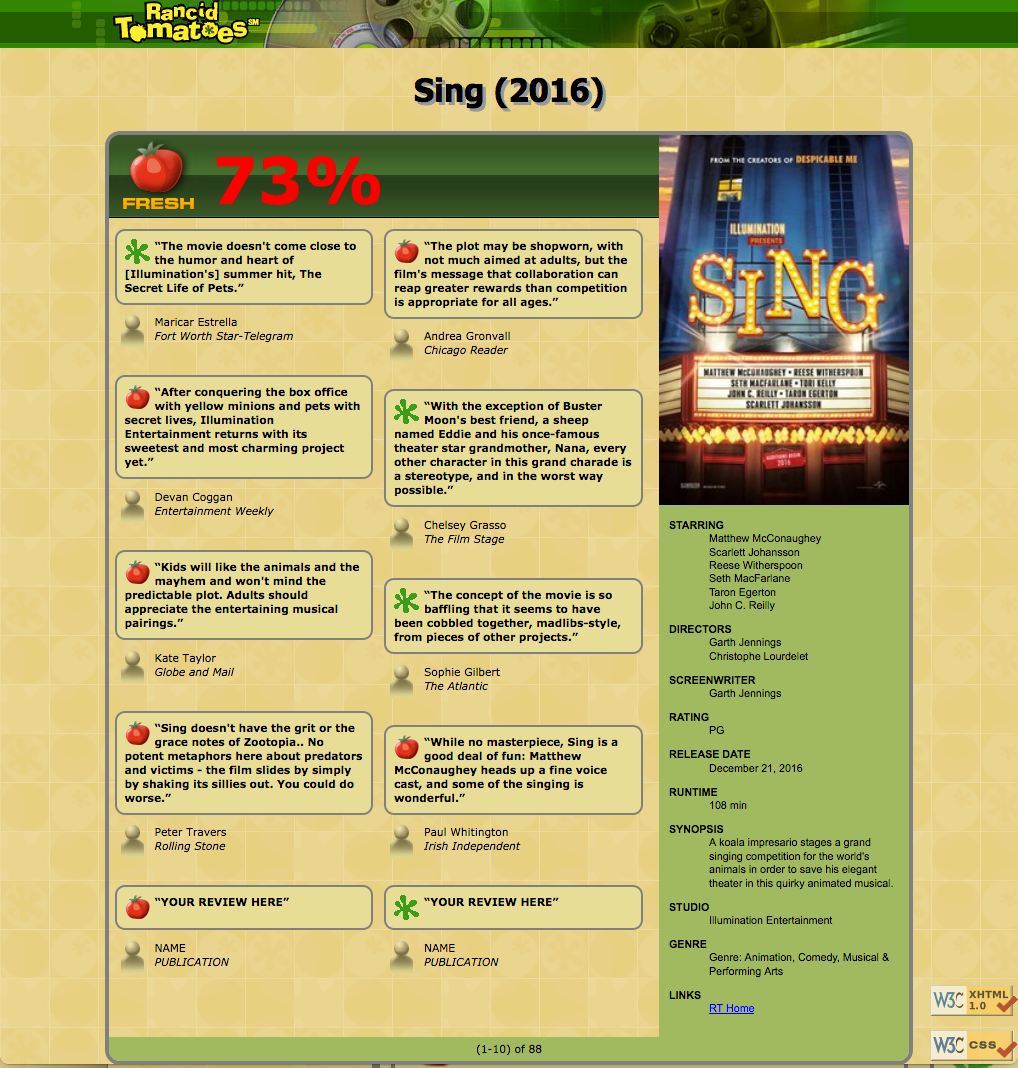 Rancid
Tomatoes SM
Sing (2016)
FRESH
73%
“The movie doesn't come close to
the humor and heart of
[Illumination's] summer hit, The
Secret Life of Pets.”
Maricar Estrella
Fort Worth Star-Telegram
“After conquering the box office
with yellow minions and pets with
secret lives, Illumination
Entertainment returns with its
sweetest and most charming project
yet.”
Devan Coggan
Entertainment Weekly
“Kids will like the animals and the
mayhem and won't mind the
predictable plot. Adults should
appreciate the entertaining musical
pairings.”
Kate Taylor
Globe and Mail
“Sing doesn't have the grit or the
grace notes of Zootopia.. No
potent metaphors here about predators
and victims - the film slides by simply
by shaking its sillies out. You could do
worse.”
Peter Travers
Rolling Stone
“YOUR REVIEW HERE”
NAME
PUBLICATION
“The plot may be shopworn, with
not much aimed at adults, but the
film's message that collaboration can
reap greater rewards than competition
is appropriate for all ages.”
Andrea Gronvall
Chicago Reader
“With the exception of Buster
Moon's best friend, a sheep
named Eddie and his once-famous
theater star grandmother, Nana, every
other character in this grand charade is
a stereotype, and in the worst way
possible.”
Chelsey Grasso
The Film Stage
“The concept of the movie is so
baffling that it seems to have
been cobbled together, madlibs-style,
from pieces of other projects.”
Sophie Gilbert
The Atlantic
“While no masterpiece, Sing is a
good deal of fun: Matthew
McConaughey heads up a fine voice
cast, and some of the singing is
wonderful.”
Paul Whitington
Irish Independent
“YOUR REVIEW HERE”
NAME
PUBLICATION
FROM THE CREATORS OF DESPICABLE ME
ILLUMINATION
PRESENTS
SING
MATTHEW McCONAUGHEY • REESE WITHERSPOON
SETH MACFARLANE • TORI KELLY
JOHN C. REILLY • TARON EGERTON
SCARLETT JOHANSSON
AUDITIONS BEGIN
2016
STARRING
Matthew McConaughey
Scarlett Johansson
Reese Witherspoon
Seth MacFarlane
Taron Egerton
John C. Reilly
DIRECTORS
Garth Jennings
Christophe Lourdelet
SCREENWRITER
Garth Jennings
RATING
PG
RELEASE DATE
December 21, 2016
RUNTIME
108 min
SYNOPSIS
A koala impresario stages a grand
singing competition for the world's
animals in order to save his elegant
theater in this quirky animated musical.
STUDIO
Illumination Entertainment
GENRE
Genre: Animation, Comedy, Musical &
Performing Arts
LINKS
RT Home
(1-10) of 88
W3C XHTML
1.0
W3C CSS